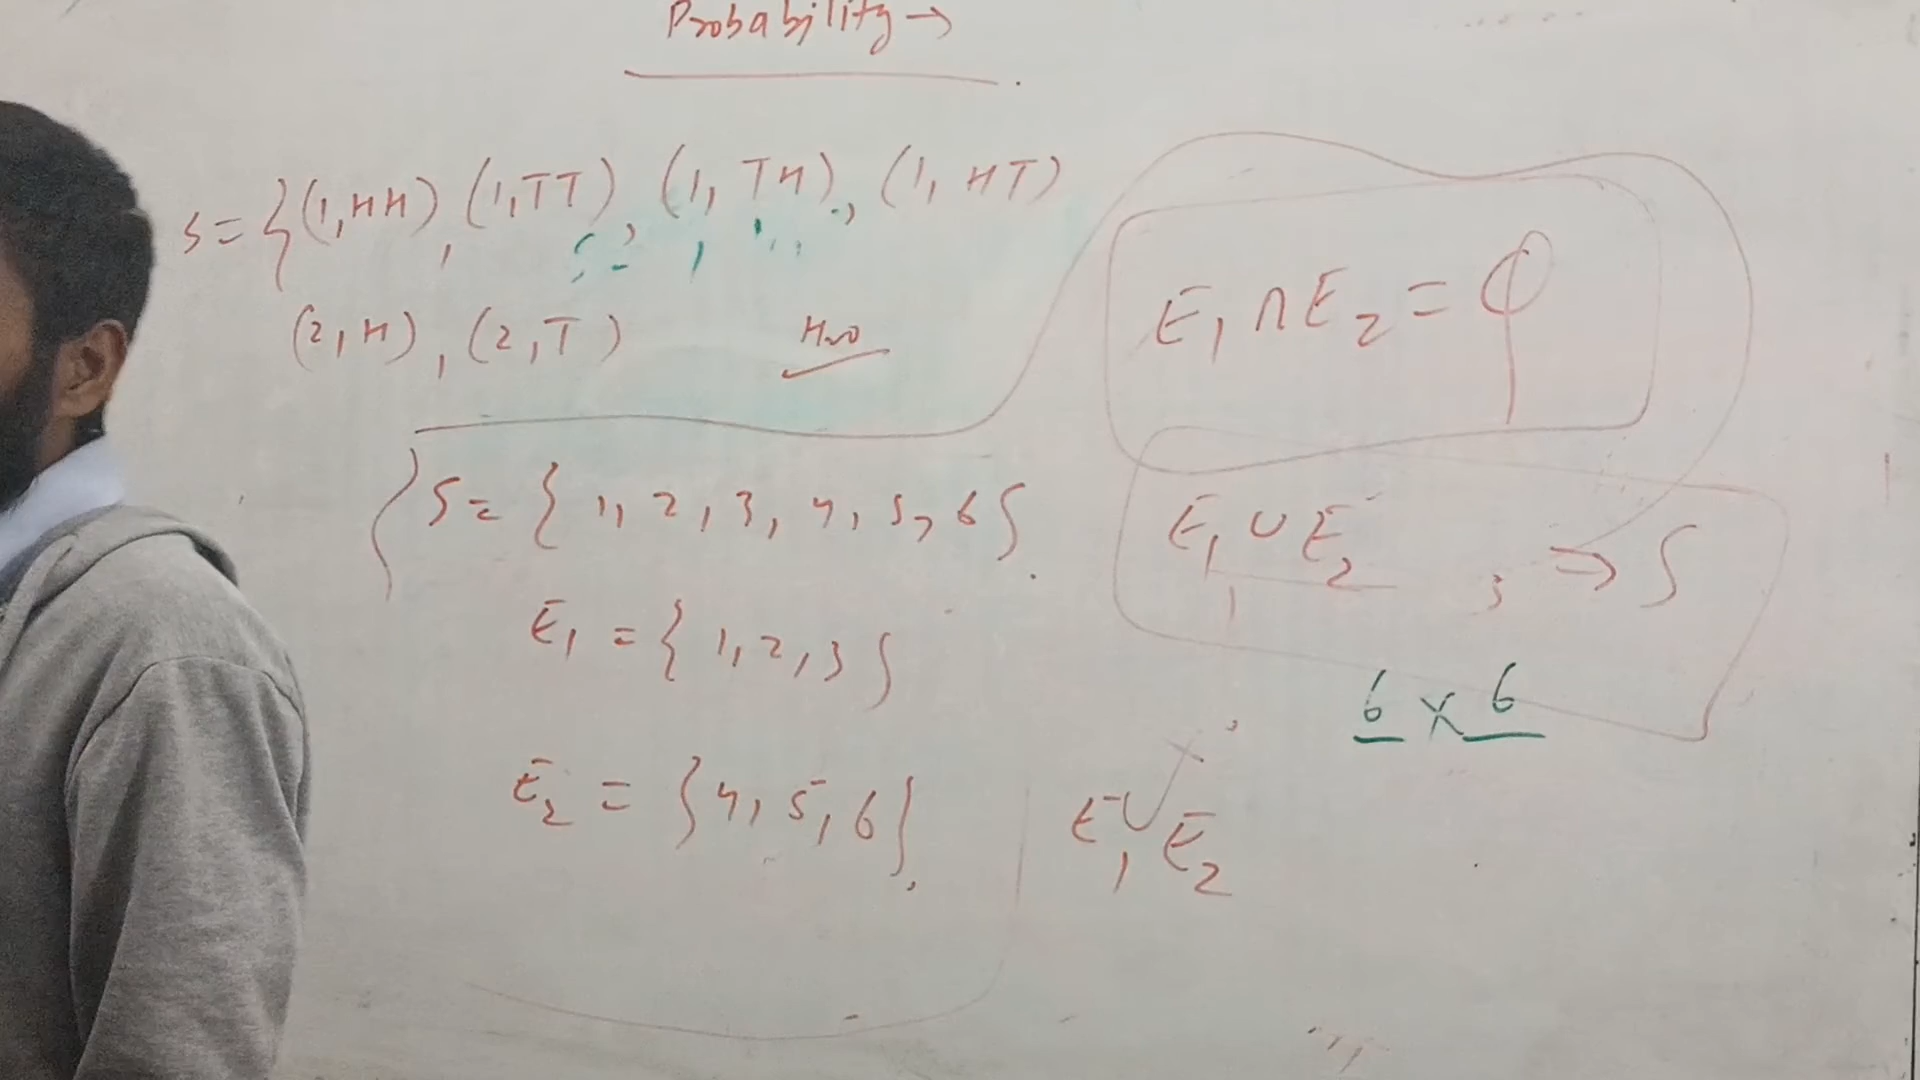 Probability →
S = {(1,HH), (1,TT), (1, TH), (1, HT)
(2,H), (2,T)
S = { 1, 2, 3, 4, 5, 6 }
E₁ = { 1, 2, 3 }
E₂ = { 4, 5, 6 }
E₁ ∩ E₂ = φ
E₁ ∪ E₂ ⇒ S
6 × 6
E₁ ∪ E₂